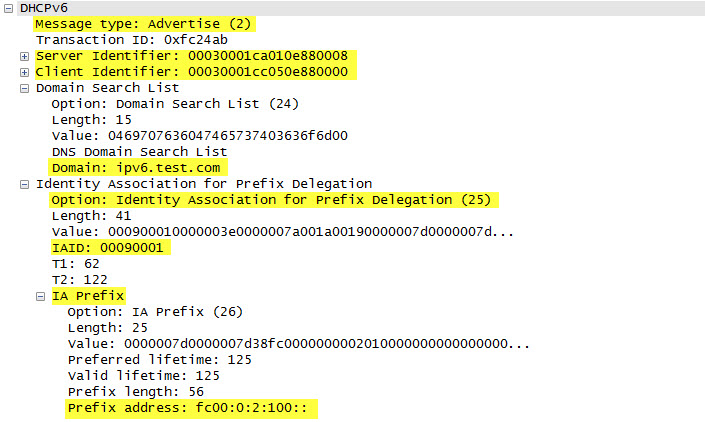 DHCPv6
Message type: Advertise (2)
Transaction ID: 0xfc24ab
Server Identifier: 00030001ca010e880008
Client Identifier: 00030001cc050e880000
Domain Search List
Option: Domain Search List (24)
Length: 15
Value: 0469707636047465737403636f6d00
DNS Domain Search List
Domain: ipv6.test.com
Identity Association for Prefix Delegation
Option: Identity Association for Prefix Delegation (25)
Length: 41
Value: 000900010000003e0000007a001a00190000007d0000007d...
IAID: 00090001
T1: 62
T2: 122
IA Prefix
Option: IA Prefix (26)
Length: 25
Value: 0000007d0000007d38fc00000000020100000000000000000...
Preferred lifetime: 125
Valid lifetime: 125
Prefix length: 56
Prefix address: fc00:0:2:100::